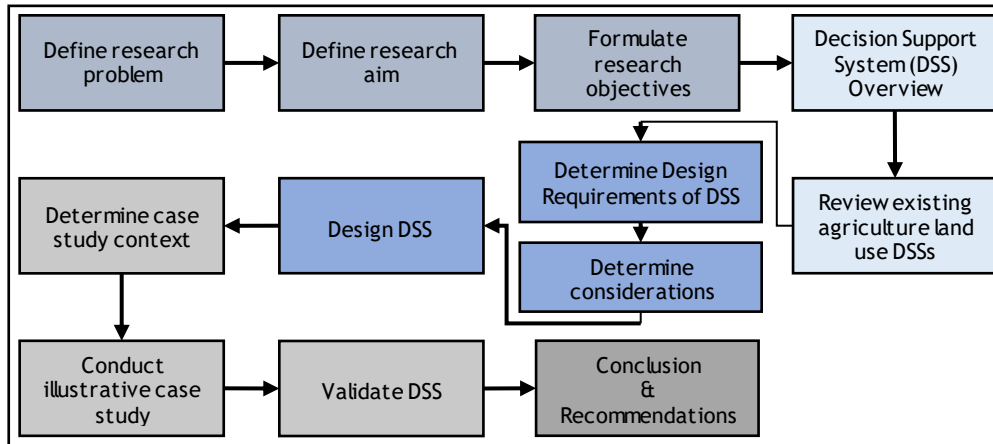 Define research
problem
Define research
aim
Formulate
research
objectives
Decision Support
System (DSS)
Overview
Review existing
agriculture land
use DSSs
Determine Design
Requirements of DSS
Determine
considerations
Design DSS
Determine case
study context
Conduct
illustrative case
study
Validate DSS
Conclusion
&
Recommendations